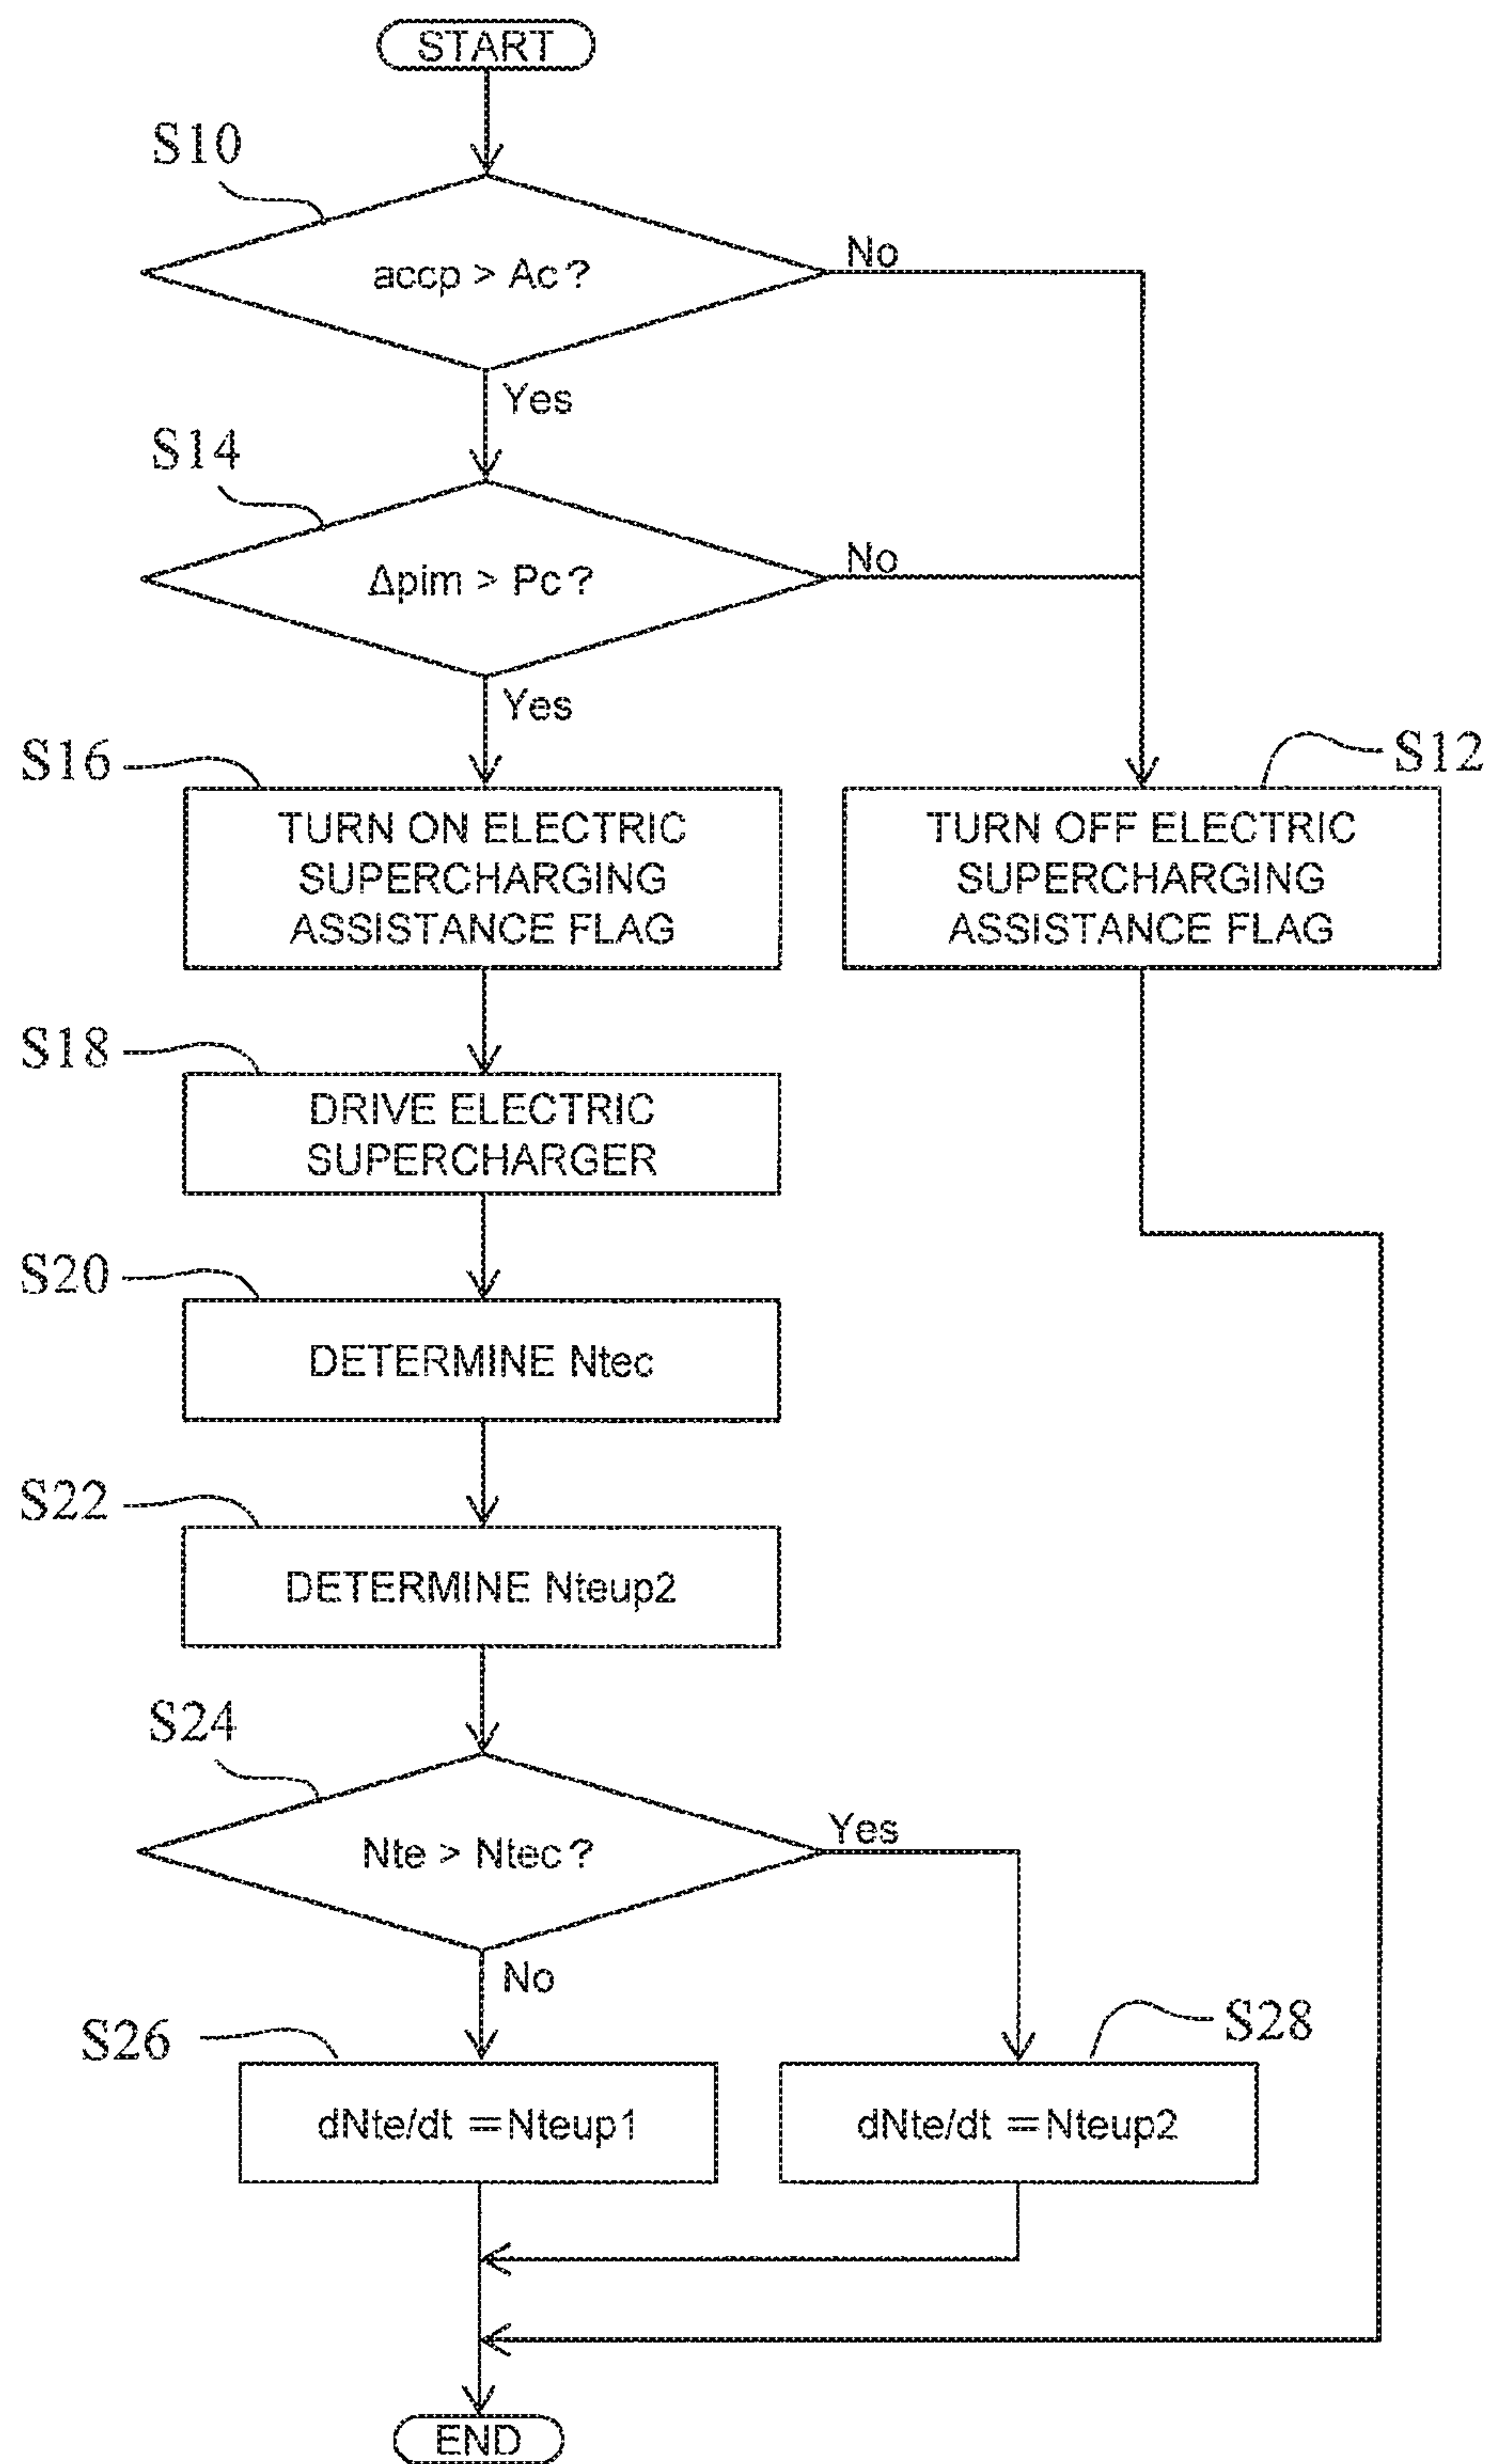 START
S10
accp > Ac?
No
Yes
S14
Δpim > Pc?
No
Yes
S16
TURN ON ELECTRIC
SUPERCHARGING
ASSISTANCE FLAG
S12
TURN OFF ELECTRIC
SUPERCHARGING
ASSISTANCE FLAG
S18
DRIVE ELECTRIC
SUPERCHARGER
S20
DETERMINE Ntec
S22
DETERMINE Nteup2
S24
Nte > Ntec?
Yes
No
S26
dNte/dt =Nteup1
S28
dNte/dt =Nteup2
END